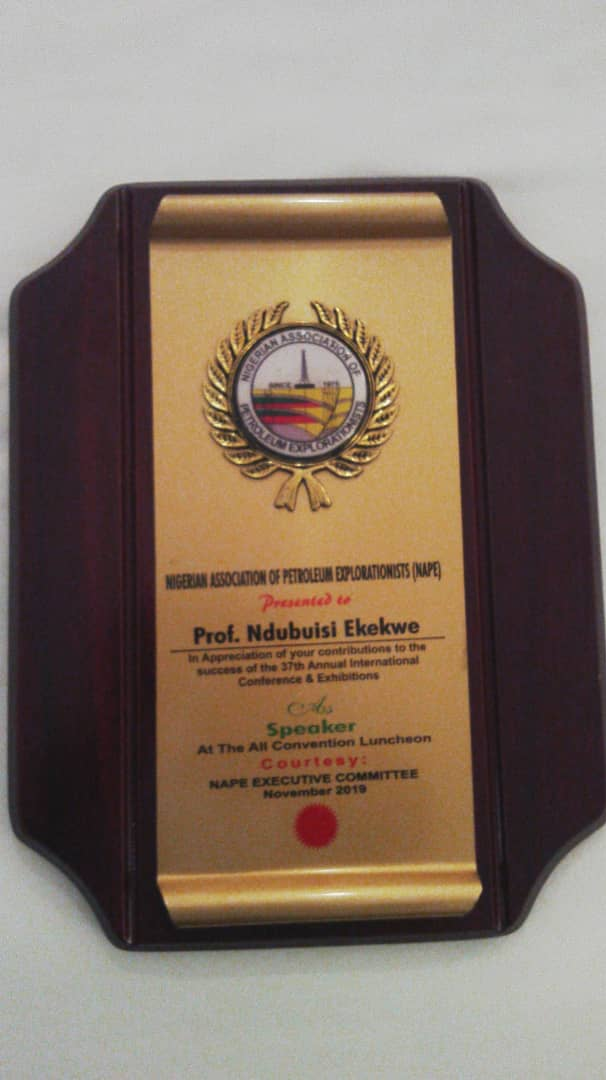 NIGERIAN ASSOCIATION OF
SINCE 1975
PETROLEUM EXPLORATIONISTS
NIGERIAN ASSOCIATION OF PETROLEUM EXPLORATIONISTS (NAPE)
Presented to
Prof. Ndubuisi Ekekwe
In Appreciation of your contributions to the
success of the 37th Annual International
Conference & Exhibitions
As
Speaker
At The All Convention Luncheon
Courtesy:
NAPE EXECUTIVE COMMITTEE
November 2019